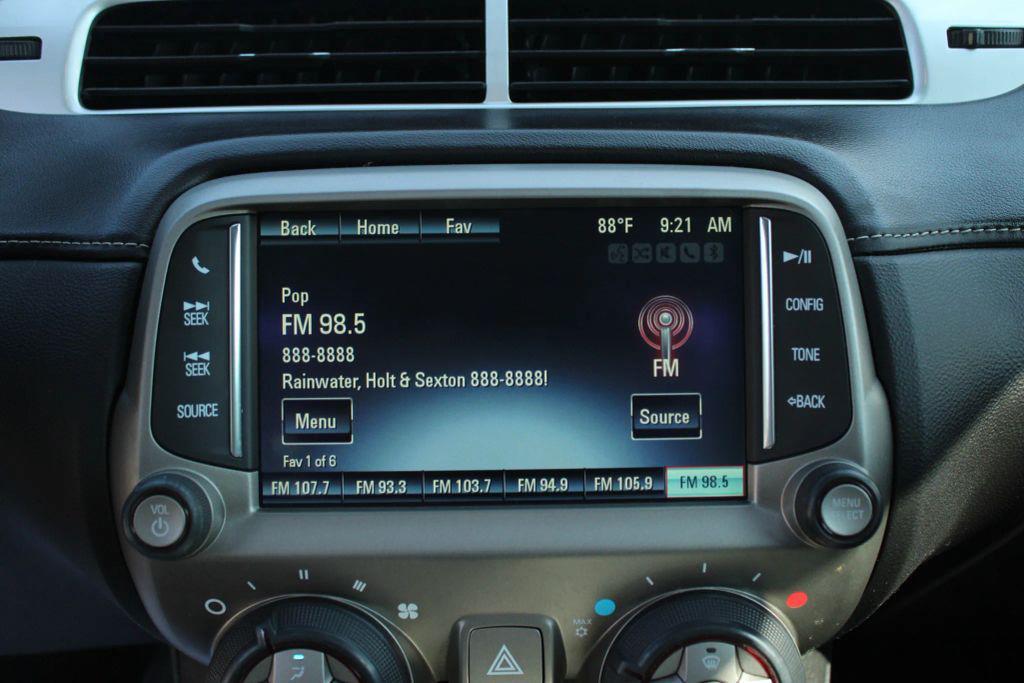 Back Home Fav 88°F 9:21 AM
SEEK
SEEK
SOURCE
Pop
FM 98.5
888-8888
Rainwater, Holt & Sexton 888-8888!
Menu
Fav 1 of 6
FM
Source
CONFIG
TONE
BACK
FM 107.7 FM 93.3 FM 103.7 FM 94.9 FM 105.9 FM 98.5
VOL
MENU
SELECT
MAX